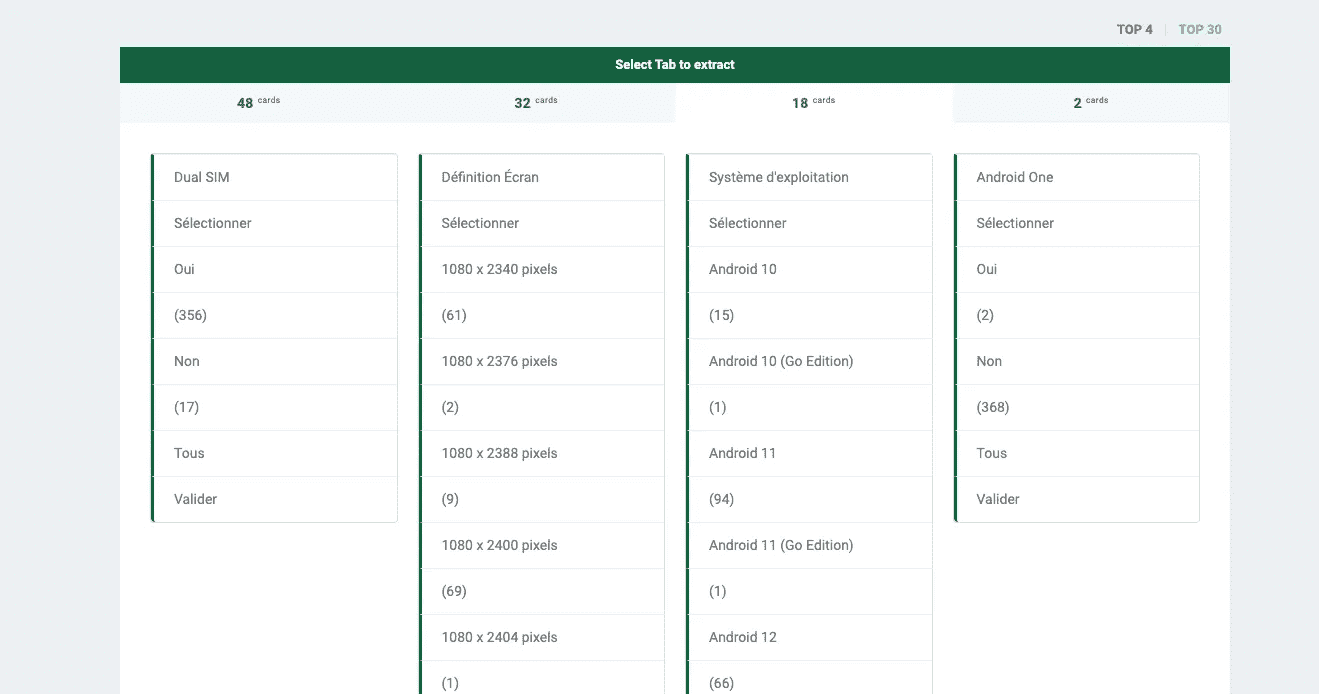 TOP 4 | TOP 30
Select Tab to extract
48 cards
32 cards
18 cards
2 cards
Dual SIM
Sélectionner
Oui
(356)
Non
(17)
Tous
Valider
Définition Écran
Sélectionner
1080 x 2340 pixels
(61)
1080 x 2376 pixels
(2)
1080 x 2388 pixels
(9)
1080 x 2400 pixels
(69)
1080 x 2404 pixels
(1)
Système d'exploitation
Sélectionner
Android 10
(15)
Android 10 (Go Edition)
(1)
Android 11
(94)
Android 11 (Go Edition)
(1)
Android 12
(66)
Android One
Sélectionner
Oui
(2)
Non
(368)
Tous
Valider